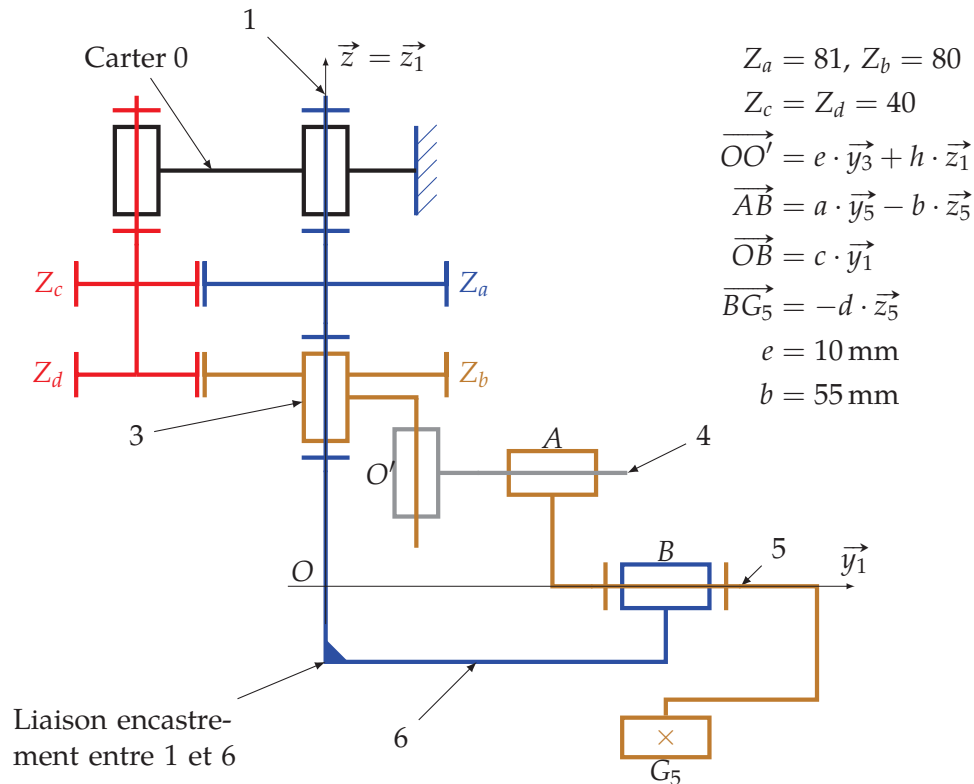 1
$\vec{z} = \vec{z_1}$
Carter 0
$Z_a = 81$, $Z_b = 80$
$Z_c = Z_d = 40$
$\overrightarrow{OO'} = e \cdot \vec{y_3} + h \cdot \vec{z_1}$
$\overrightarrow{AB} = a \cdot \vec{y_5} - b \cdot \vec{z_5}$
$\overrightarrow{OB} = c \cdot \vec{y_1}$
$\overrightarrow{BG_5} = -d \cdot \vec{z_5}$
$e = 10\,\text{mm}$
$b = 55\,\text{mm}$
$Z_c$
$Z_a$
$Z_d$
$Z_b$
3
$A$
4
$O'$
$B$
5
$O$
$\vec{y_1}$
Liaison encastre-
ment entre 1 et 6
6
$G_5$